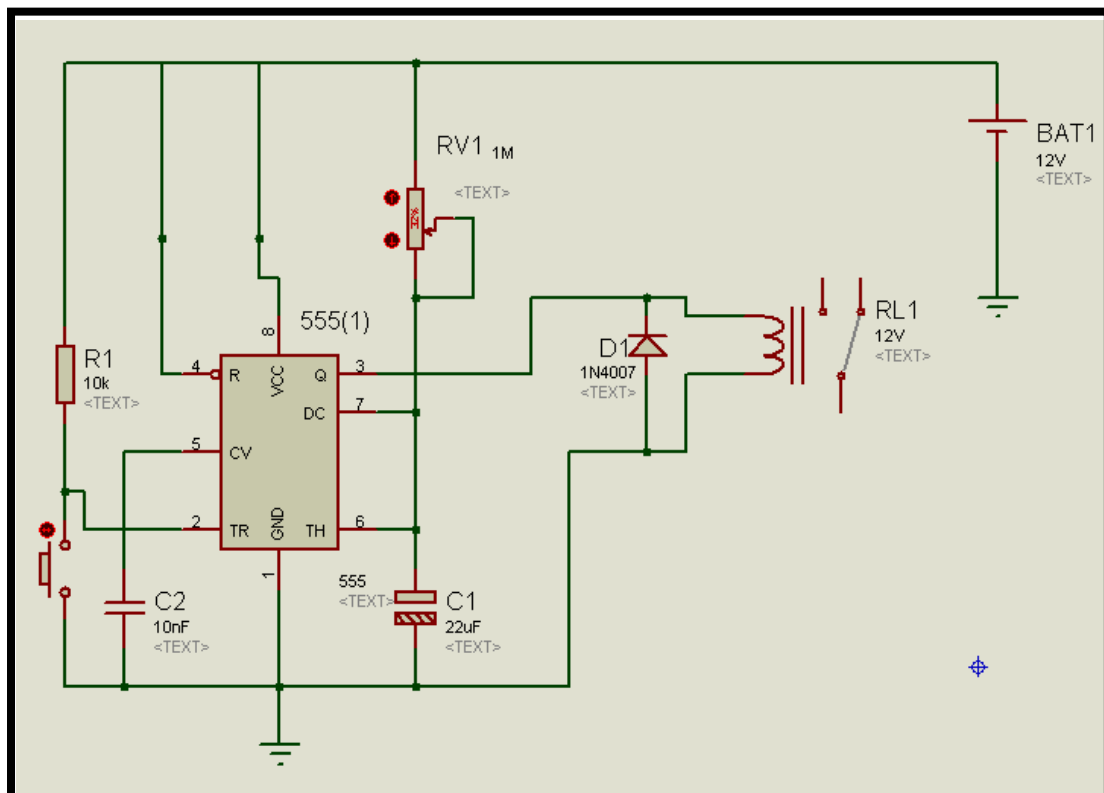 RV1 1M
<TEXT>
32%
BAT1
12V
<TEXT>
555(1)
8
VCC
R1
10k
<TEXT>
4
R
Q
3
DC
7
5
CV
2
TR
GND
TH
6
1
D1
1N4007
<TEXT>
RL1
12V
<TEXT>
C2
10nF
<TEXT>
555
<TEXT>
C1
22uF
<TEXT>